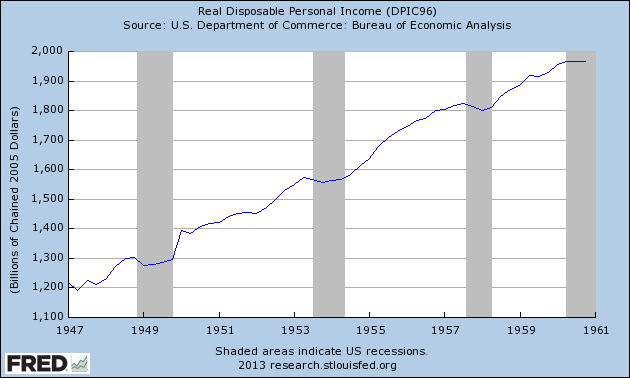 Real Disposable Personal Income (DPIC96)
Source: U.S. Department of Commerce: Bureau of Economic Analysis
(Billions of Chained 2005 Dollars)
2,000
1,900
1,800
1,700
1,600
1,500
1,400
1,300
1,200
1,100
1947 1949 1951 1953 1955 1957 1959 1961
Shaded areas indicate US recessions.
2013 research.stlouisfed.org
FRED